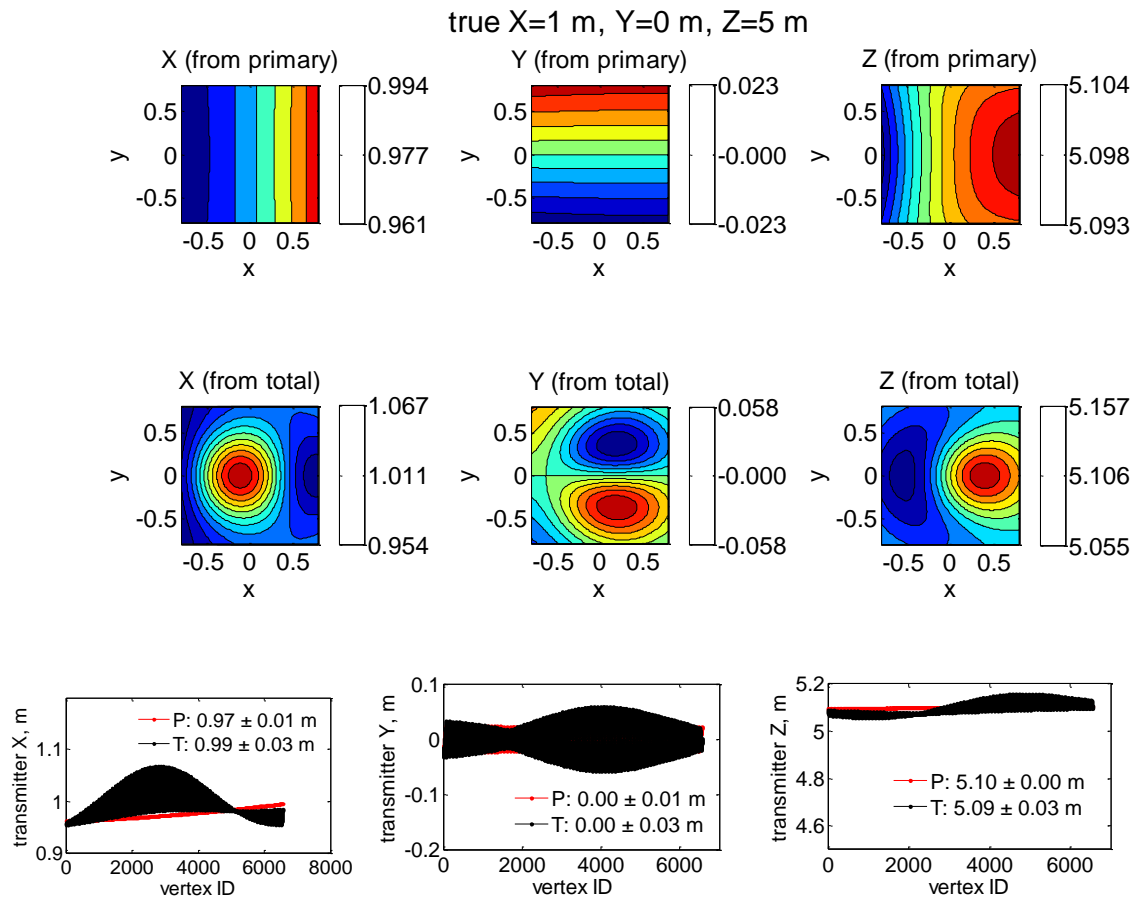 true X=1 m, Y=0 m, Z=5 m
X (from primary)
Y (from primary)
Z (from primary)
0.5
0
-0.5
y
-0.5 0 0.5
x
0.994
0.977
0.961
0.5
0
-0.5
y
-0.5 0 0.5
x
0.023
-0.000
-0.023
0.5
0
-0.5
y
-0.5 0 0.5
x
5.104
5.098
5.093
X (from total)
Y (from total)
Z (from total)
0.5
0
-0.5
y
-0.5 0 0.5
x
1.067
1.011
0.954
0.5
0
-0.5
y
-0.5 0 0.5
x
0.058
-0.000
-0.058
0.5
0
-0.5
y
-0.5 0 0.5
x
5.157
5.106
5.055
transmitter X, m
1.1
1
0.9
P: 0.97 ± 0.01 m
T: 0.99 ± 0.03 m
0 2000 4000 6000 8000
vertex ID
transmitter Y, m
0.1
0
-0.1
-0.2
P: 0.00 ± 0.01 m
T: 0.00 ± 0.03 m
0 2000 4000 6000
vertex ID
transmitter Z, m
5.2
5
4.8
4.6
P: 5.10 ± 0.00 m
T: 5.09 ± 0.03 m
0 2000 4000 6000
vertex ID